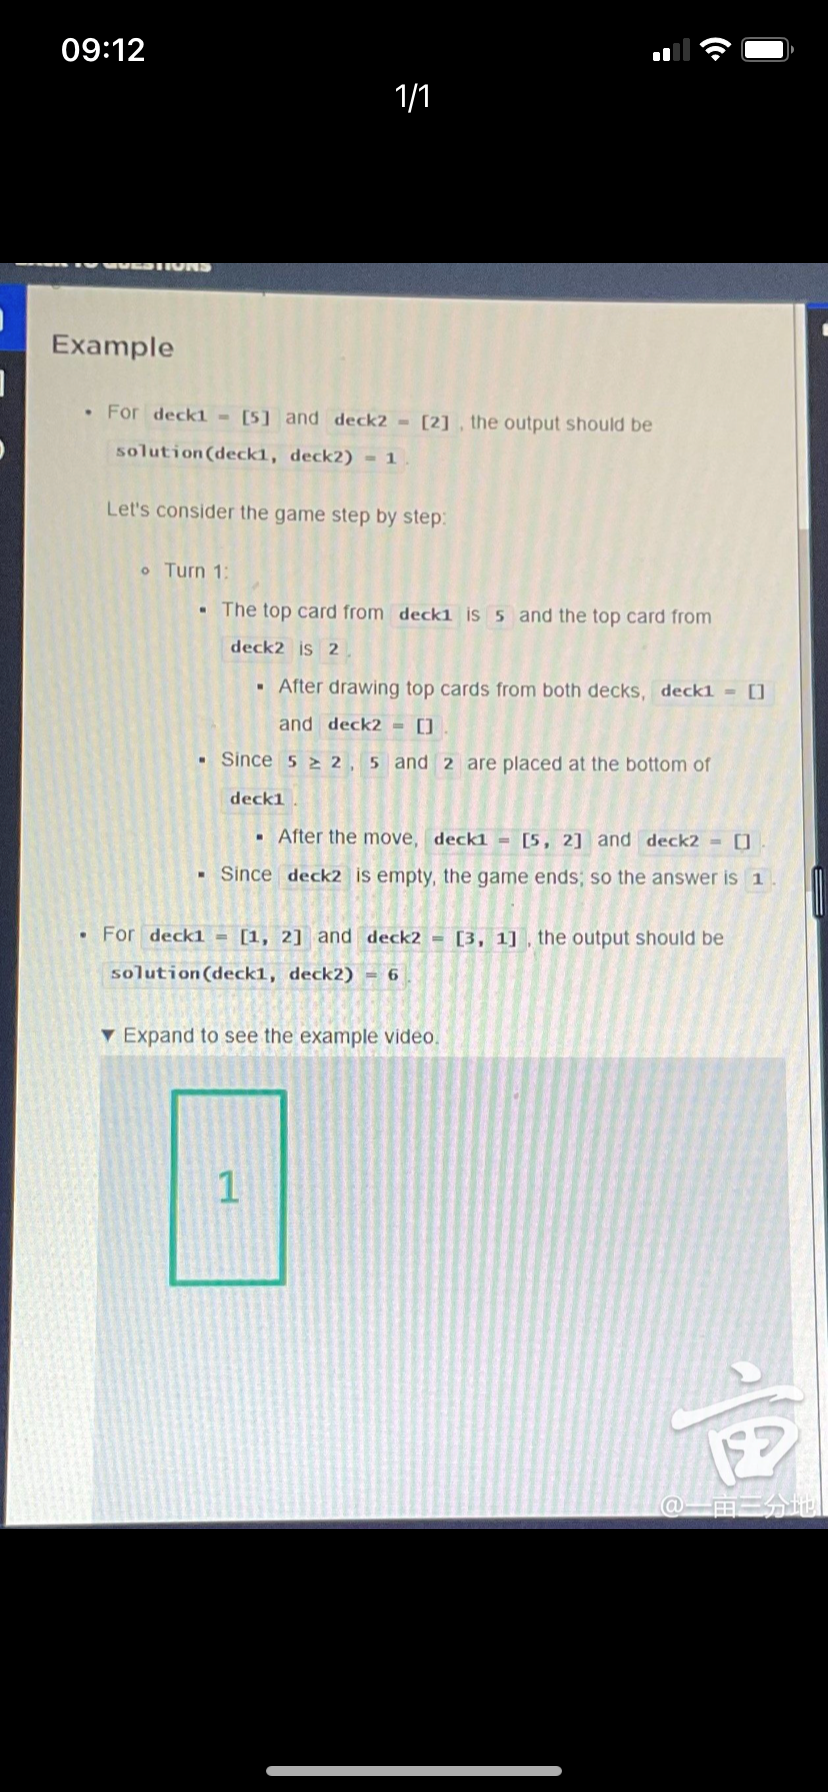 09:12
1/1
BACK TO QUESTIONS
Example
• For deck1 = [5] and deck2 = [2] , the output should be
solution(deck1, deck2) = 1 .
Let's consider the game step by step:
◦ Turn 1:
▪ The top card from deck1 is 5 and the top card from
deck2 is 2 .
▪ After drawing top cards from both decks, deck1 = []
and deck2 = [] .
▪ Since 5 ≥ 2 , 5 and 2 are placed at the bottom of
deck1 .
▪ After the move, deck1 = [5, 2] and deck2 = [] .
▪ Since deck2 is empty, the game ends; so the answer is 1 .
• For deck1 = [1, 2] and deck2 = [3, 1] , the output should be
solution(deck1, deck2) = 6 .
▼ Expand to see the example video.
1
亩
@一亩三分地